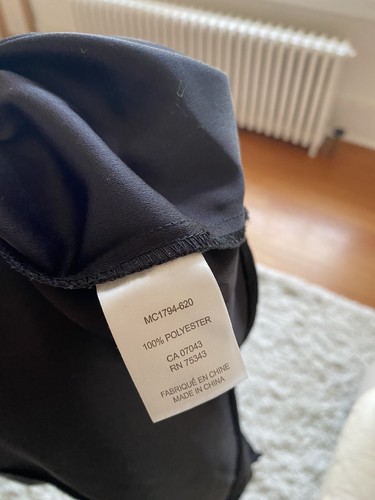 MC1794-620
100% POLYESTER
CA 07043
RN 75343
FABRIQUÉ EN CHINE
MADE IN CHINA